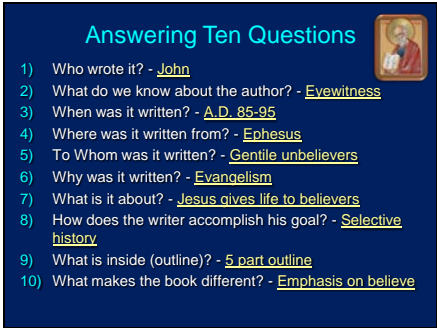 Answering Ten Questions
1) Who wrote it? - John
2) What do we know about the author? - Eyewitness
3) When was it written? - A.D. 85-95
4) Where was it written from? - Ephesus
5) To Whom was it written? - Gentile unbelievers
6) Why was it written? - Evangelism
7) What is it about? - Jesus gives life to believers
8) How does the writer accomplish his goal? - Selective
history
9) What is inside (outline)? - 5 part outline
10) What makes the book different? - Emphasis on believe